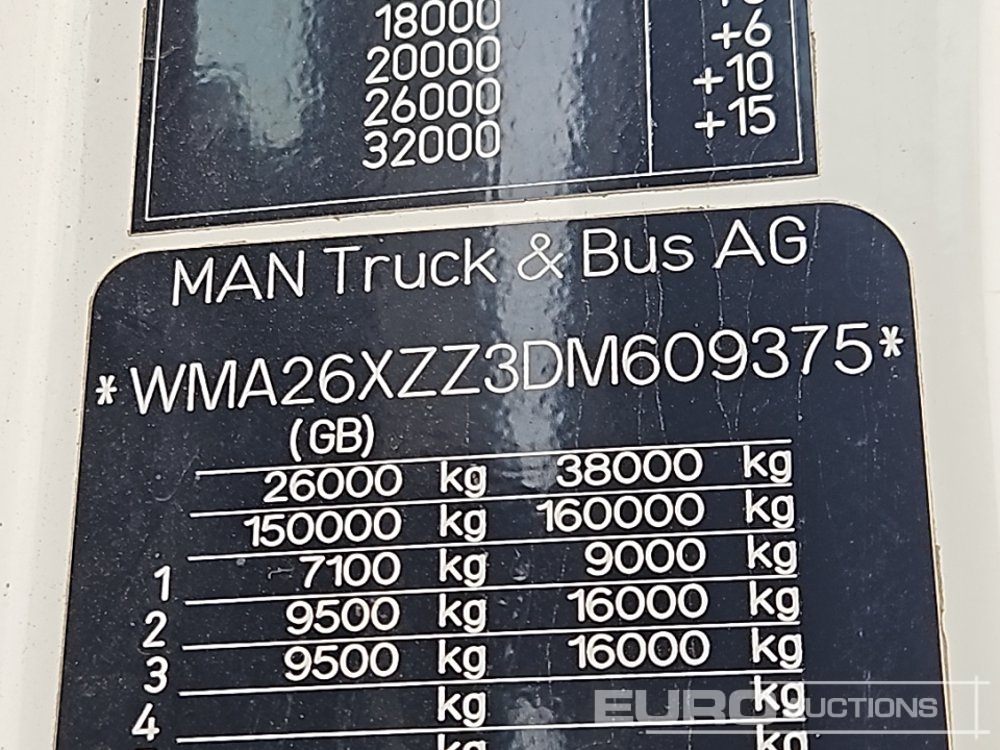 18000
20000 +6
26000 +10
32000 +15
MAN Truck & Bus AG
*WMA26XZZ3DM609375*
(GB)
26000 kg 38000 kg
150000 kg 160000 kg
1 7100 kg 9000 kg
2 9500 kg 16000 kg
3 9500 kg 16000 kg
4 kg kg
kg kg
EURO AUCTIONS